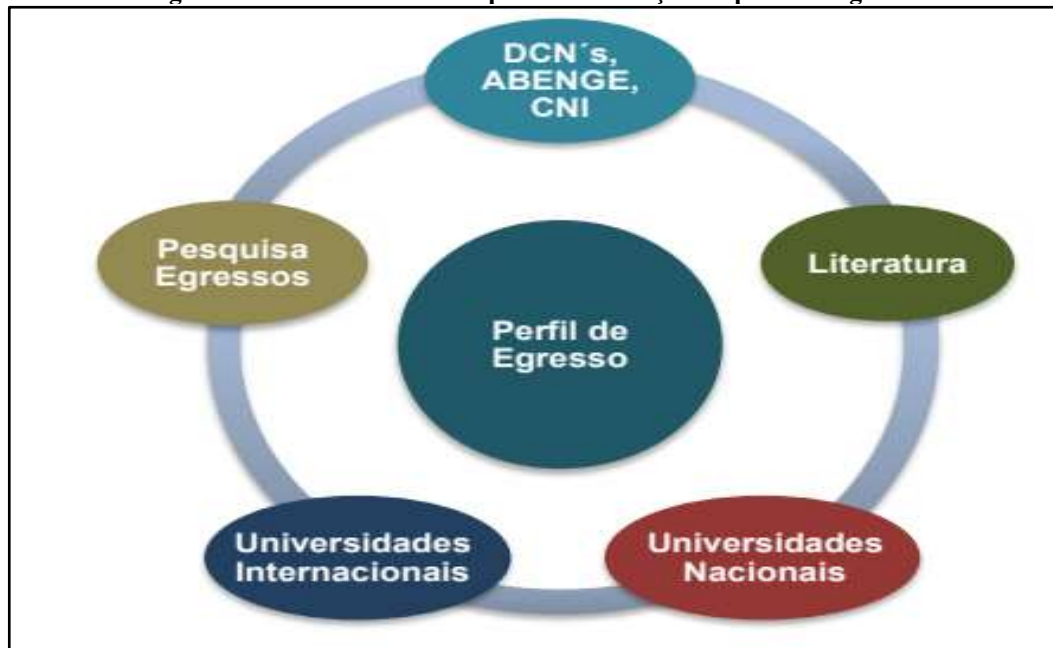 DCN´s,
ABENGE,
CNI
Pesquisa
Egressos
Literatura
Perfil de
Egresso
Universidades
Internacionais
Universidades
Nacionais